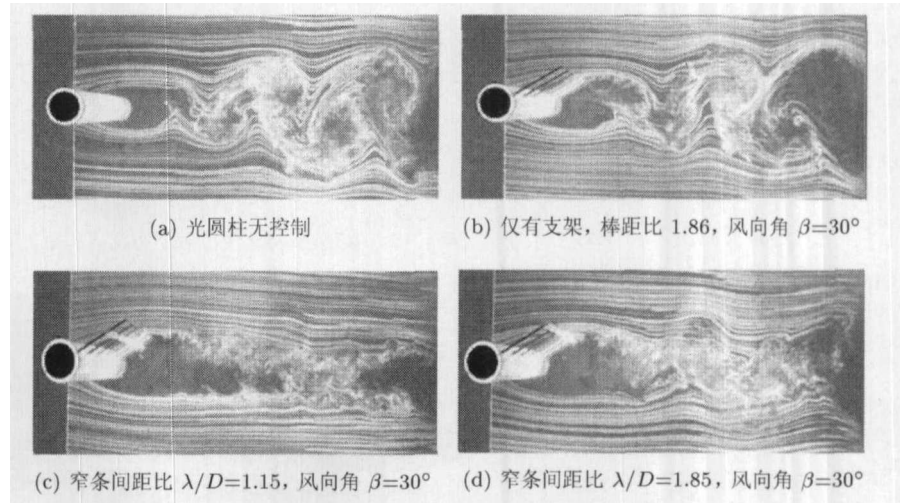 (a) 光圆柱无控制
(b) 仅有支架, 棒距比 1.86, 风向角 β=30°
(c) 窄条间距比 λ/D=1.15, 风向角 β=30°
(d) 窄条间距比 λ/D=1.85, 风向角 β=30°